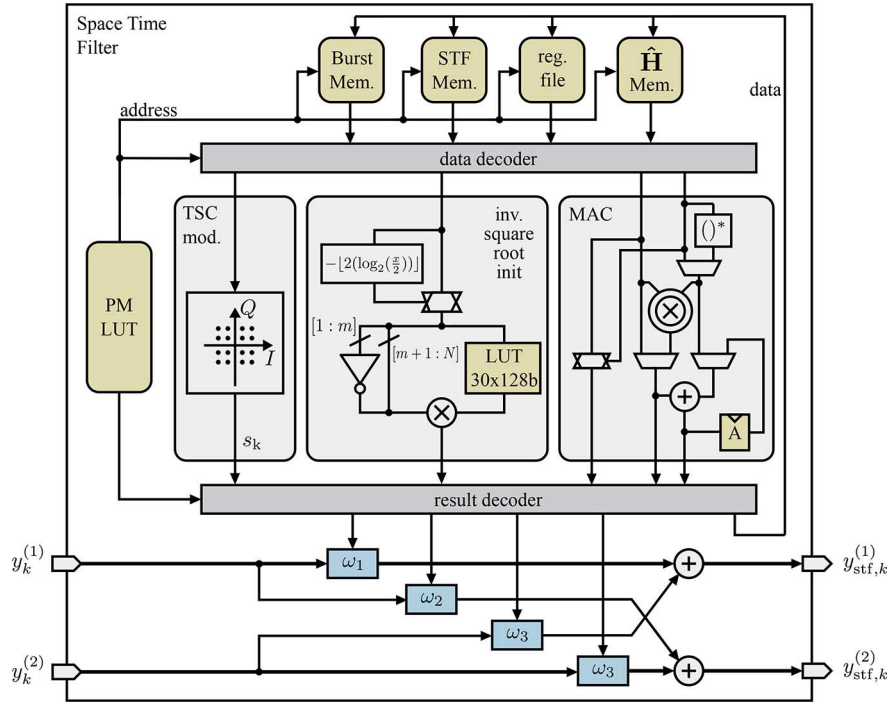 Space Time
Filter
Burst
Mem.
STF
Mem.
reg.
file
Ĥ
Mem.
data
address
data decoder
TSC
mod.
inv.
square
root
init
MAC
()*
−⌊2(log₂(x/2))⌋
PM
LUT
Q
I
[1 : m]
[m+1 : N]
LUT
30x128b
A
s_k
result decoder
y_k^(1)
ω₁
y_stf,k^(1)
ω₂
ω₃
y_k^(2)
ω₃
y_stf,k^(2)